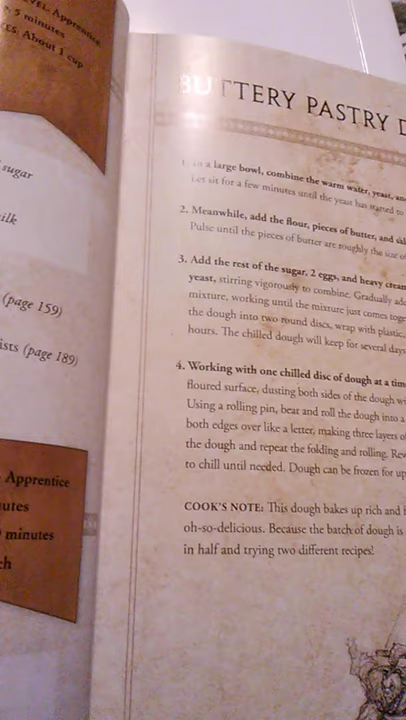 LEVEL: Apprentice
5 minutes
About 1 cup
sugar
milk
(page 159)
(page 189)
Apprentice
minutes
BUTTERY PASTRY D
1. In a large bowl, combine the warm water, yeast, and
Let sit for a few minutes until the yeast has started to
2. Meanwhile, add the flour, pieces of butter, and
Pulse until the pieces of butter are roughly the size of
3. Add the rest of the sugar, 2 eggs, and heavy cream
yeast, stirring vigorously to combine. Gradually add
mixture, working until the mixture just comes
the dough into two round discs, wrap with plastic,
hours. The chilled dough will keep for several days
4. Working with one chilled disc of dough at a time
floured surface, dusting both sides of the dough
Using a rolling pin, beat and roll the dough into a
both edges over like a letter, making three layers of
the dough and repeat the folding and rolling.
to chill until needed. Dough can be frozen for up
COOK'S NOTE: This dough bakes up rich and
oh-so-delicious. Because the batch of dough is
in half and trying two different recipes!